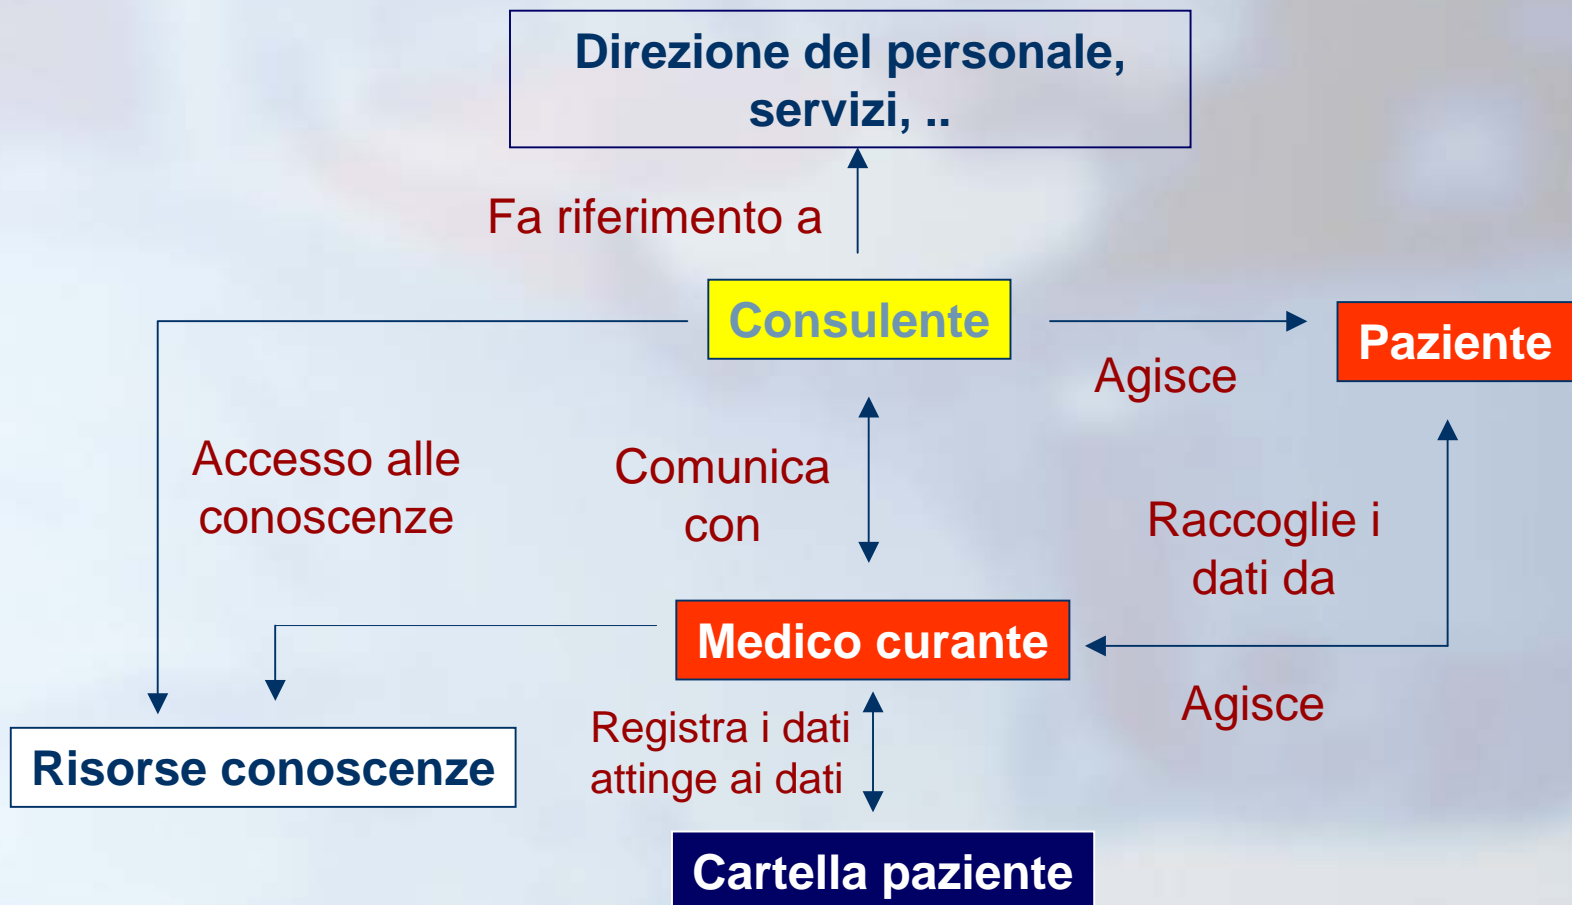 Direzione del personale,
servizi, ..
Fa riferimento a
Consulente
Paziente
Agisce
Accesso alle
conoscenze
Comunica
con
Raccoglie i
dati da
Medico curante
Agisce
Registra i dati
attinge ai dati
Risorse conoscenze
Cartella paziente